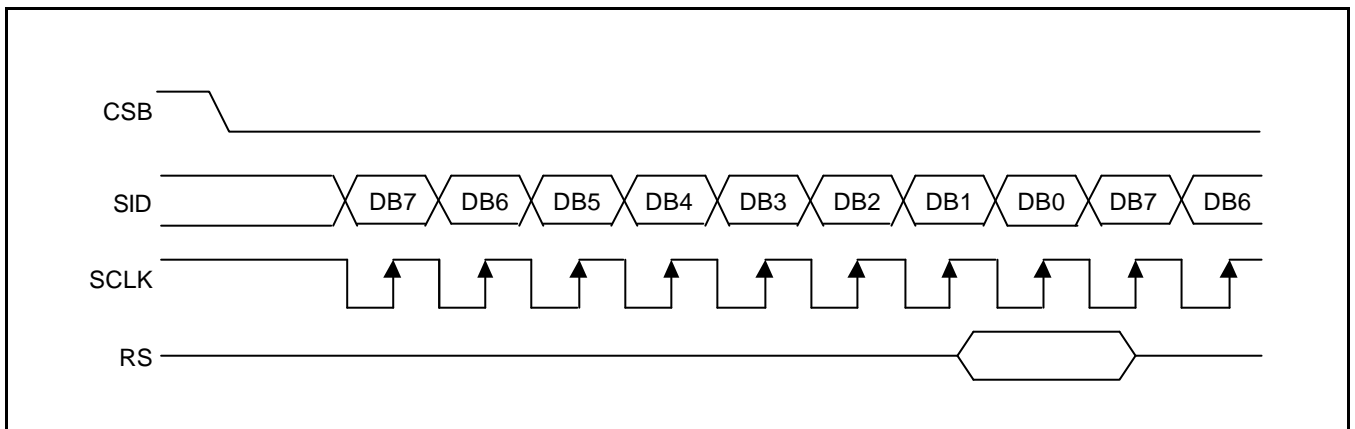 CSB
SID DB7 DB6 DB5 DB4 DB3 DB2 DB1 DB0 DB7 DB6
SCLK
RS